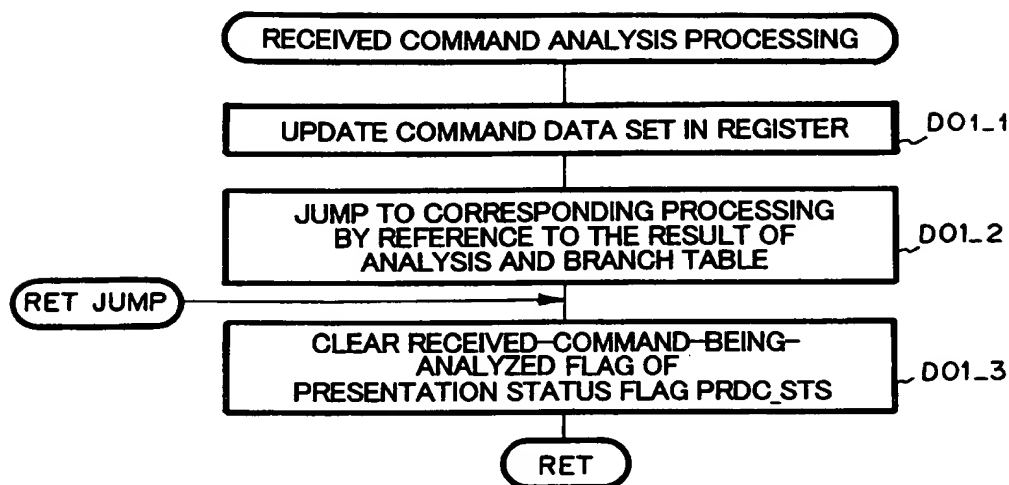 RECEIVED COMMAND ANALYSIS PROCESSING
UPDATE COMMAND DATA SET IN REGISTER
D01_1
JUMP TO CORRESPONDING PROCESSING
BY REFERENCE TO THE RESULT OF
ANALYSIS AND BRANCH TABLE
D01_2
RET JUMP
CLEAR RECEIVED-COMMAND-BEING-
ANALYZED FLAG OF
PRESENTATION STATUS FLAG PRDC_STS
D01_3
RET